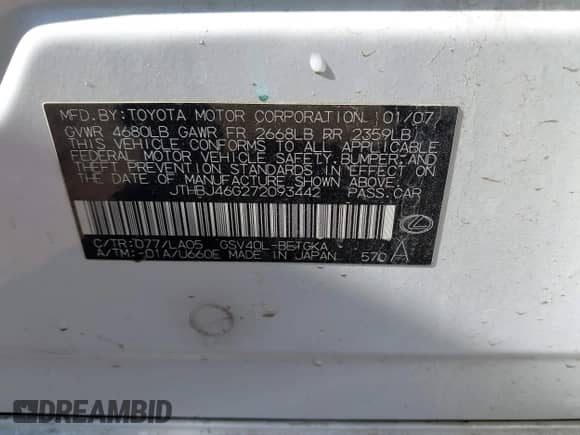 MFD.BY:TOYOTA MOTOR CORPORATION 01/07
GVWR 4680LB GAWR FR 2668LB RR 2359LB
THIS VEHICLE CONFORMS TO ALL APPLICABLE
FEDERAL MOTOR VEHICLE SAFETY, BUMPER, AND
THEFT PREVENTION STANDARDS IN EFFECT ON
THE DATE OF MANUFACTURE SHOWN ABOVE.
JTHBJ46G272093442 PASS.CAR
C/TR:077/LA05 GSV40L-BETGKA
A/TM:-01A/U660E MADE IN JAPAN 570 A
DREAMBID